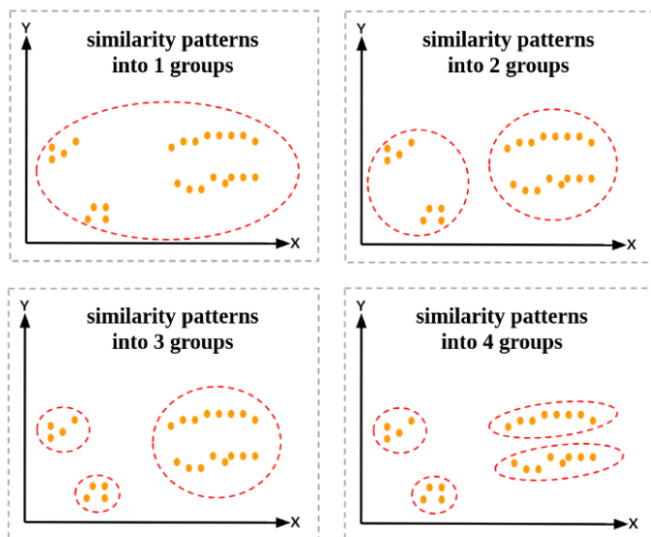 Y
similarity patterns
into 1 groups
X
Y
similarity patterns
into 2 groups
X
Y
similarity patterns
into 3 groups
X
Y
similarity patterns
into 4 groups
X